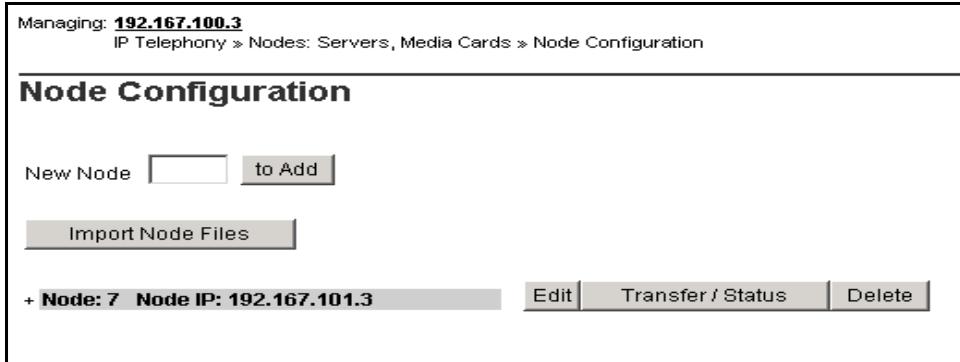 Managing: 192.167.100.3
IP Telephony » Nodes: Servers, Media Cards » Node Configuration
Node Configuration
New Node to Add
Import Node Files
+ Node: 7 Node IP: 192.167.101.3 Edit Transfer / Status Delete